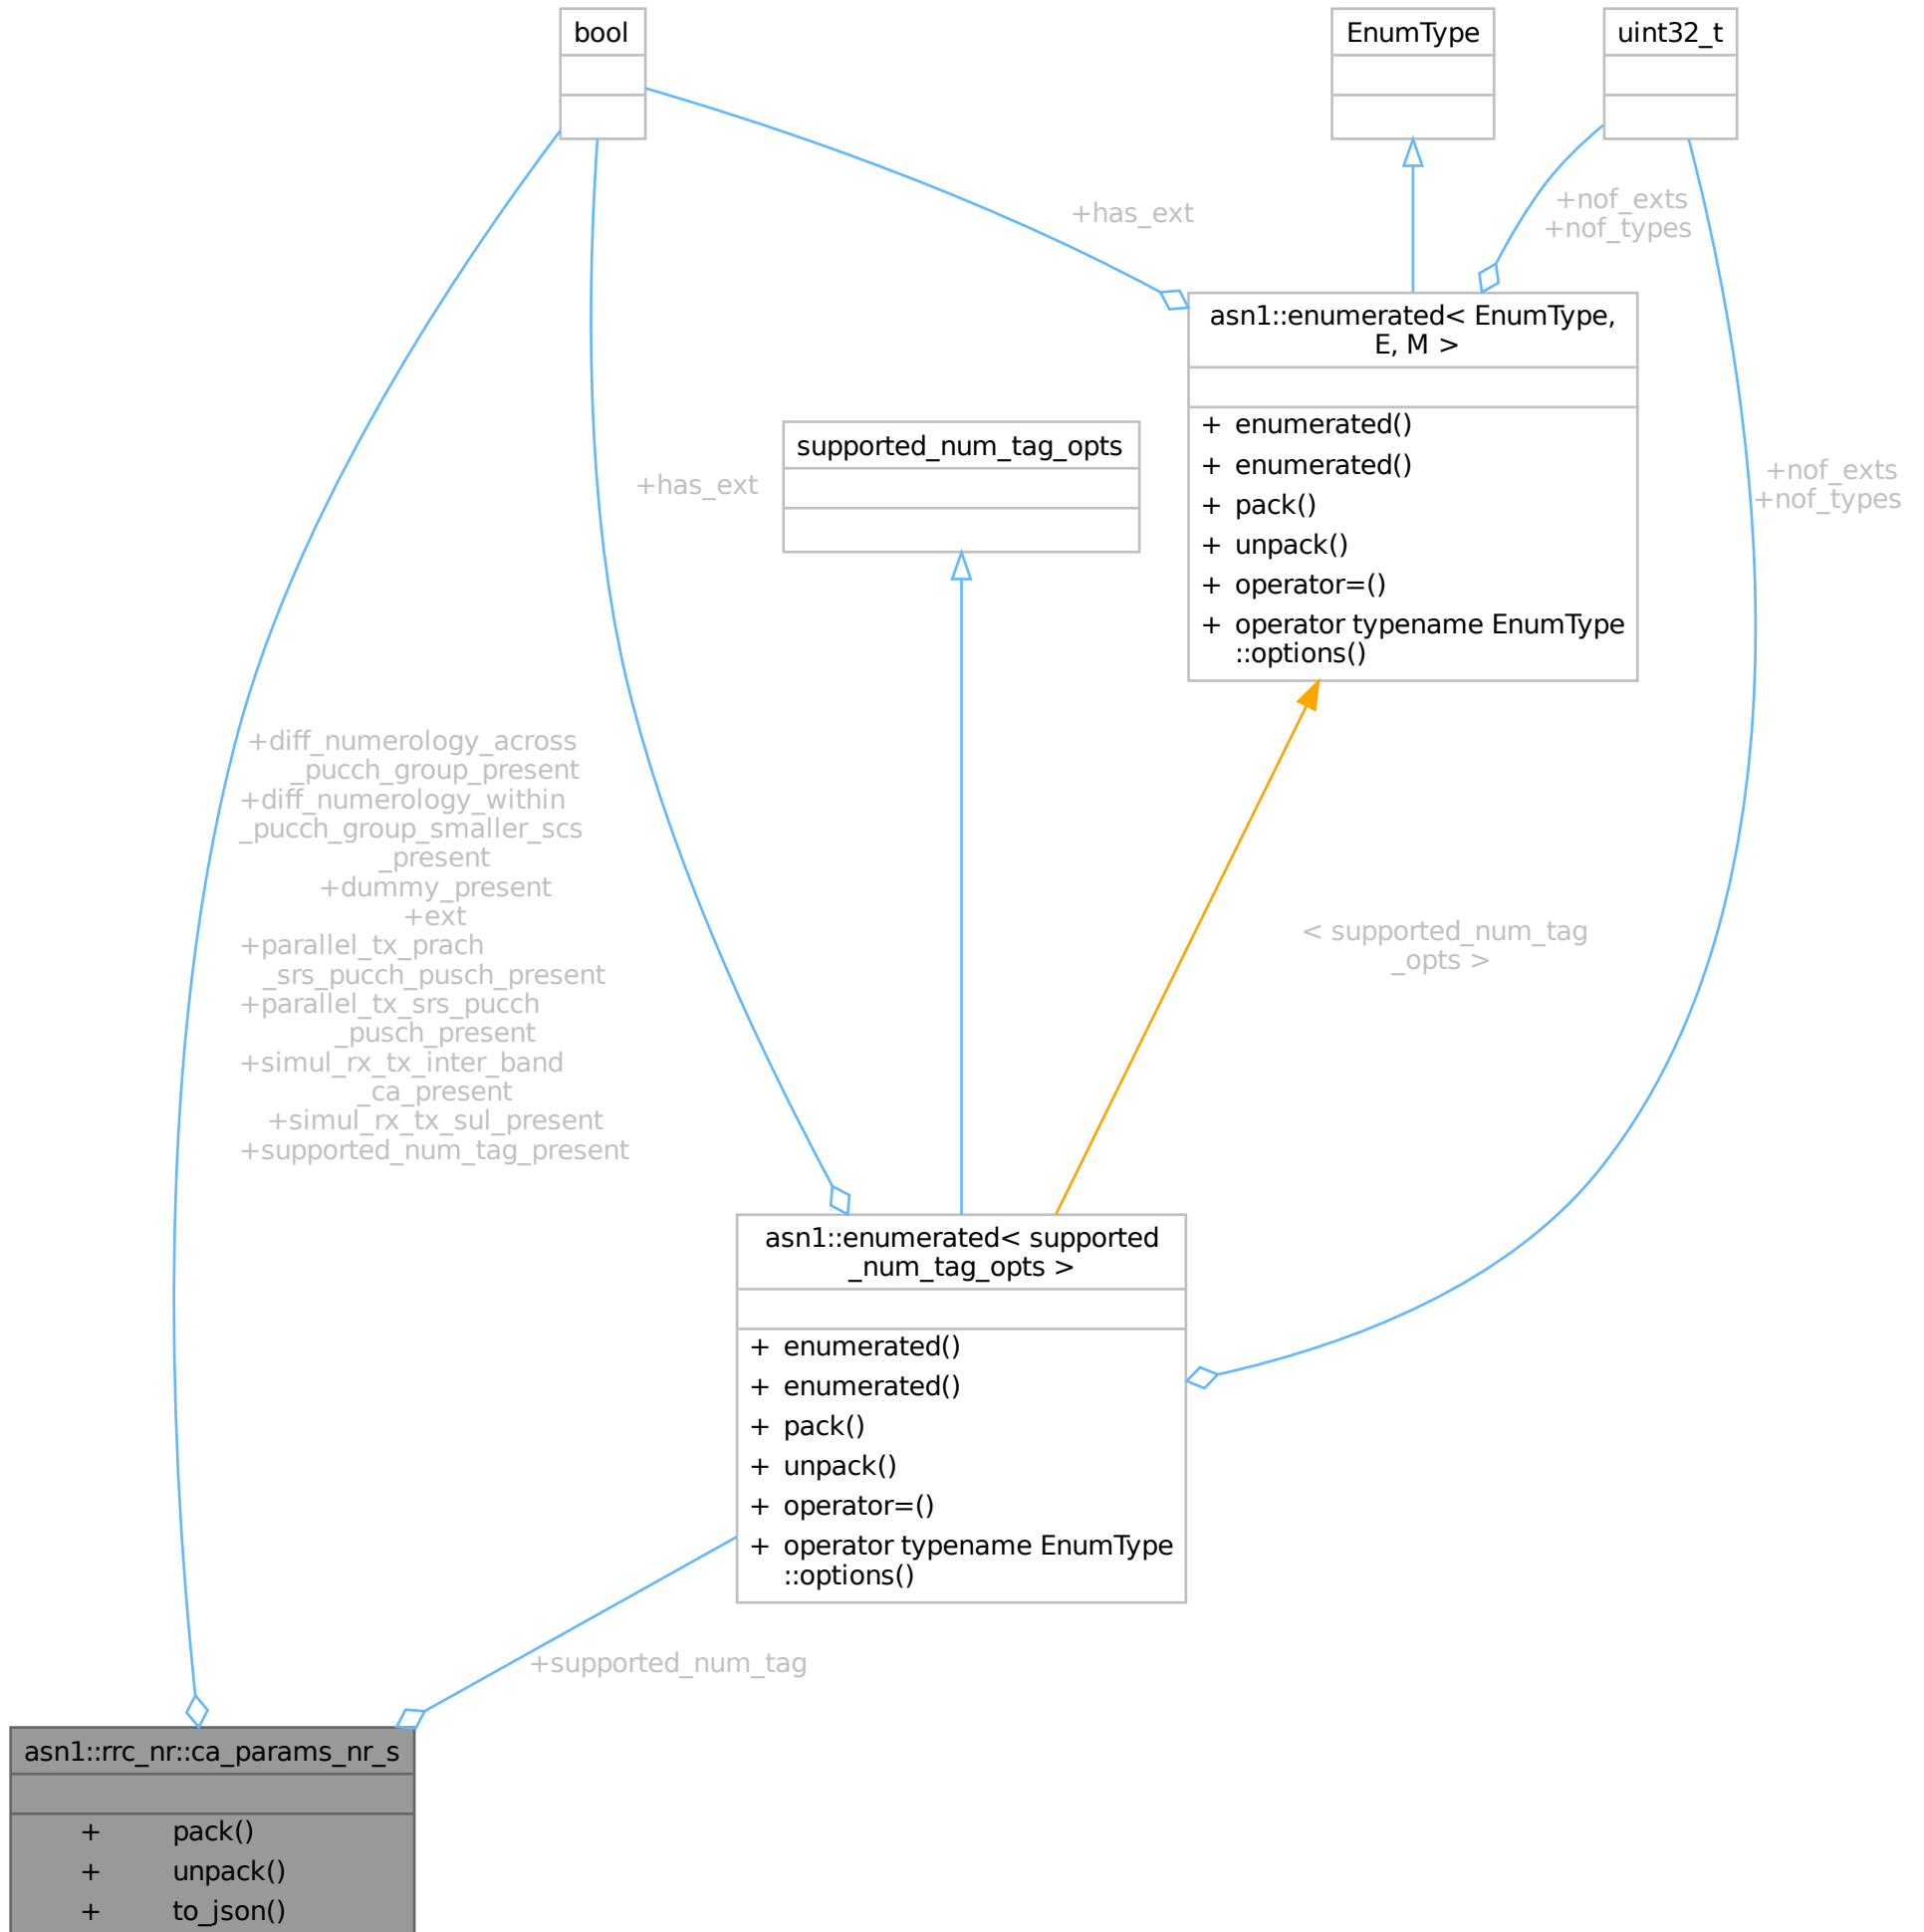 bool
EnumType
uint32_t
+has_ext
+nof_exts
+nof_types
asn1::enumerated< EnumType,
E, M >
+ enumerated()
+ enumerated()
+ pack()
+ unpack()
+ operator=()
+ operator typename EnumType
::options()
supported_num_tag_opts
+has_ext
+nof_exts
+nof_types
+diff_numerology_across
_pucch_group_present
+diff_numerology_within
_pucch_group_smaller_scs
_present
+dummy_present
+ext
+parallel_tx_prach
_srs_pucch_pusch_present
+parallel_tx_srs_pucch
_pusch_present
+simul_rx_tx_inter_band
_ca_present
+simul_rx_tx_sul_present
+supported_num_tag_present
< supported_num_tag
_opts >
asn1::enumerated< supported
_num_tag_opts >
+ enumerated()
+ enumerated()
+ pack()
+ unpack()
+ operator=()
+ operator typename EnumType
::options()
+supported_num_tag
asn1::rrc_nr::ca_params_nr_s
+ pack()
+ unpack()
+ to_json()